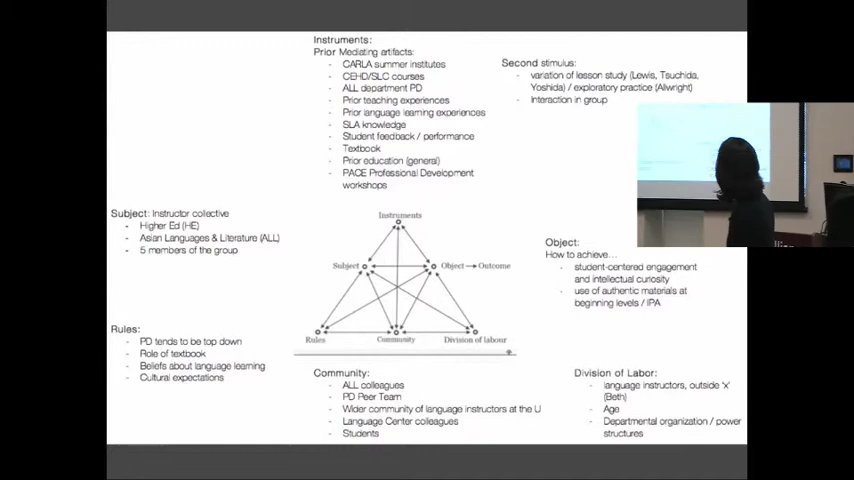 Instruments:
Prior Mediating artifacts:
- CARLA summer institutes
- CEHD/SLC courses
- ALL department PD
- Prior teaching experiences
- Prior language learning experiences
- SLA knowledge
- Student feedback / performance
- Textbook
- Prior education (general)
- PACE Professional Development
workshops
Second stimulus:
- variation of lesson study (Lewis, Tsuchida,
Yoshida) / exploratory practice (Allwright)
- interaction in group
Subject: Instructor collective
- Higher Ed (HE)
- Asian Languages & Literature (ALL)
- 5 members of the group
Instruments
Subject
Object → Outcome
Rules
Community
Division of labour
Object:
How to achieve...
- student-centered engagement
and intellectual curiosity
- use of authentic materials at
beginning levels / IPA
Rules:
- PD tends to be top down
- Role of textbook
- Beliefs about language learning
- Cultural expectations
Community:
- ALL colleagues
- PD Peer Team
- Wider community of language instructors at the U
- Language Center colleagues
- Students
Division of Labor:
- language instructors, outside 'x'
(Beth)
- Age
- Departmental organization / power
structures